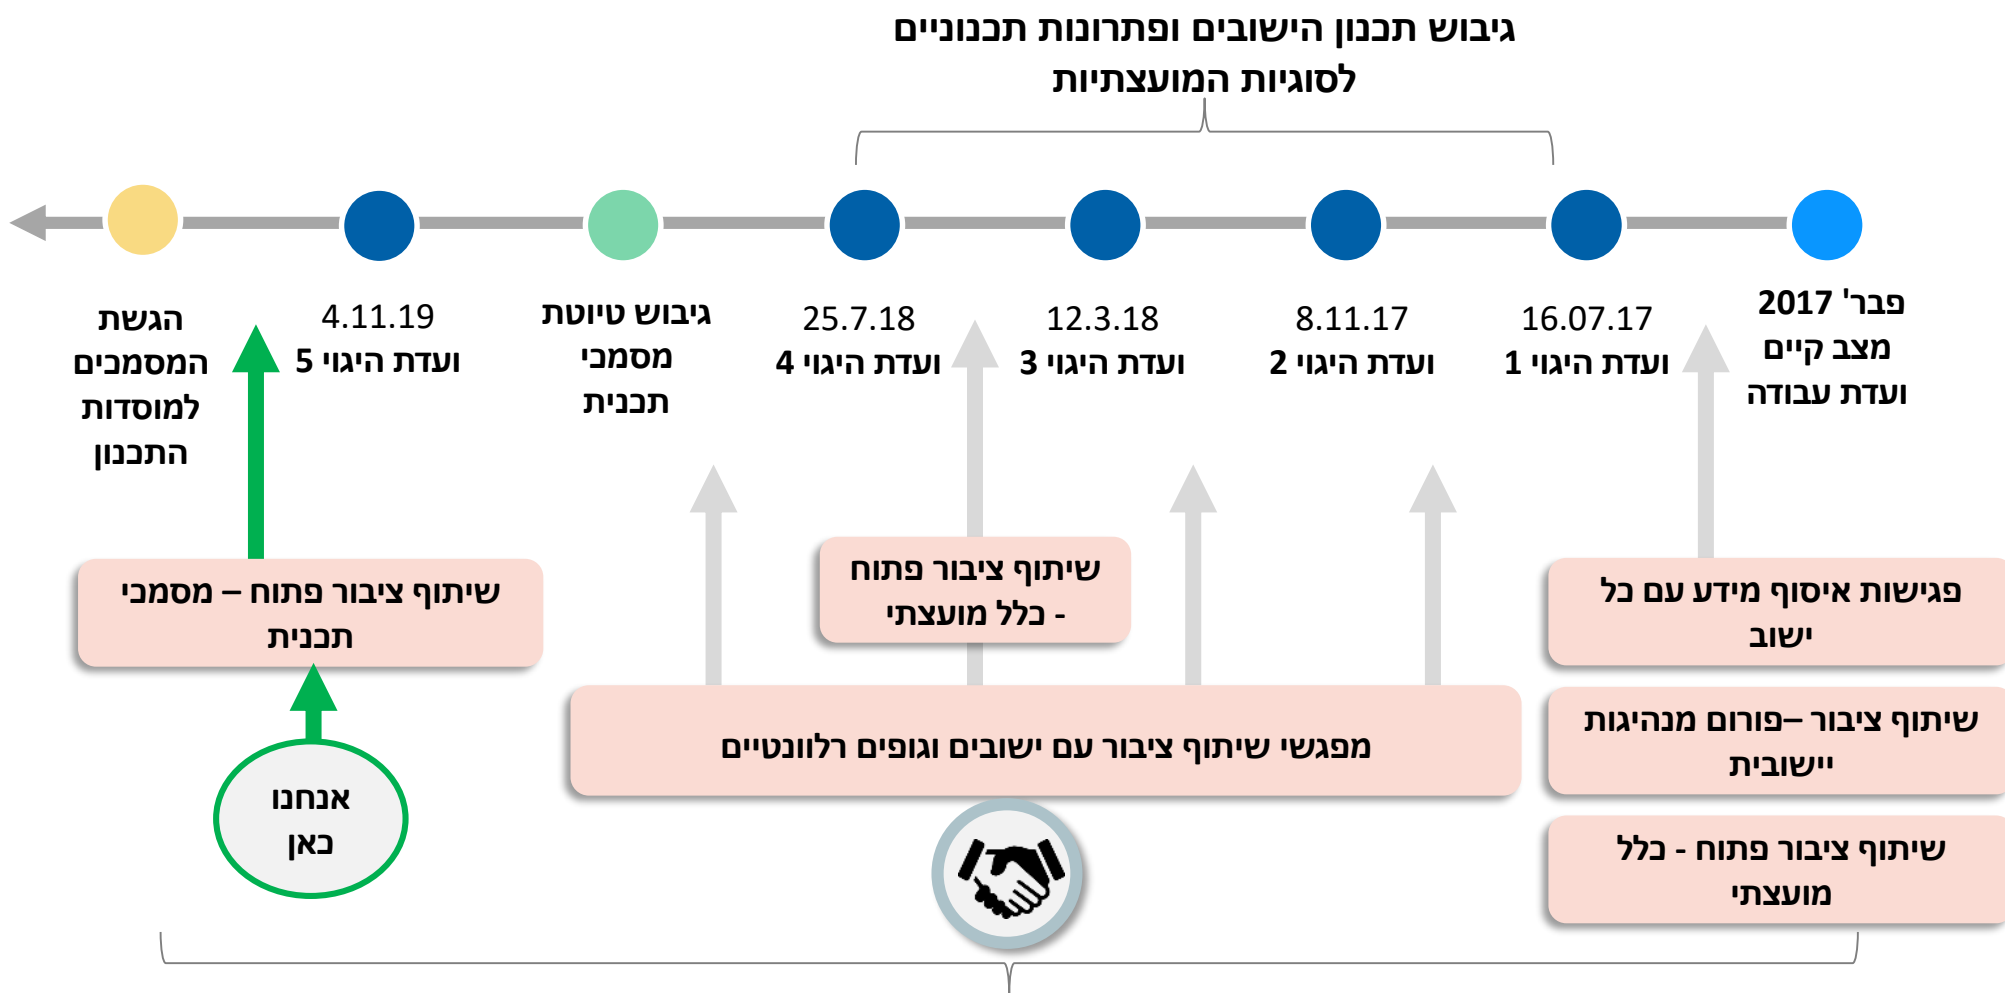 גיבוש תכנון הישובים ופתרונות תכנוניים
לסוגיות המועצתיות
פבר' 2017
מצב קיים
ועדת עבודה
16.07.17
ועדת היגוי 1
8.11.17
ועדת היגוי 2
12.3.18
ועדת היגוי 3
25.7.18
ועדת היגוי 4
גיבוש טיוטת
מסמכי
תכנית
4.11.19
ועדת היגוי 5
הגשת
המסמכים
למוסדות
התכנון
פגישות איסוף מידע עם כל
ישוב
שיתוף ציבור –פורום מנהיגות
יישובית
שיתוף ציבור פתוח - כלל
מועצתי
שיתוף ציבור פתוח
- כלל מועצתי
מפגשי שיתוף ציבור עם ישובים וגופים רלוונטיים
שיתוף ציבור פתוח – מסמכי
תכנית
אנחנו
כאן